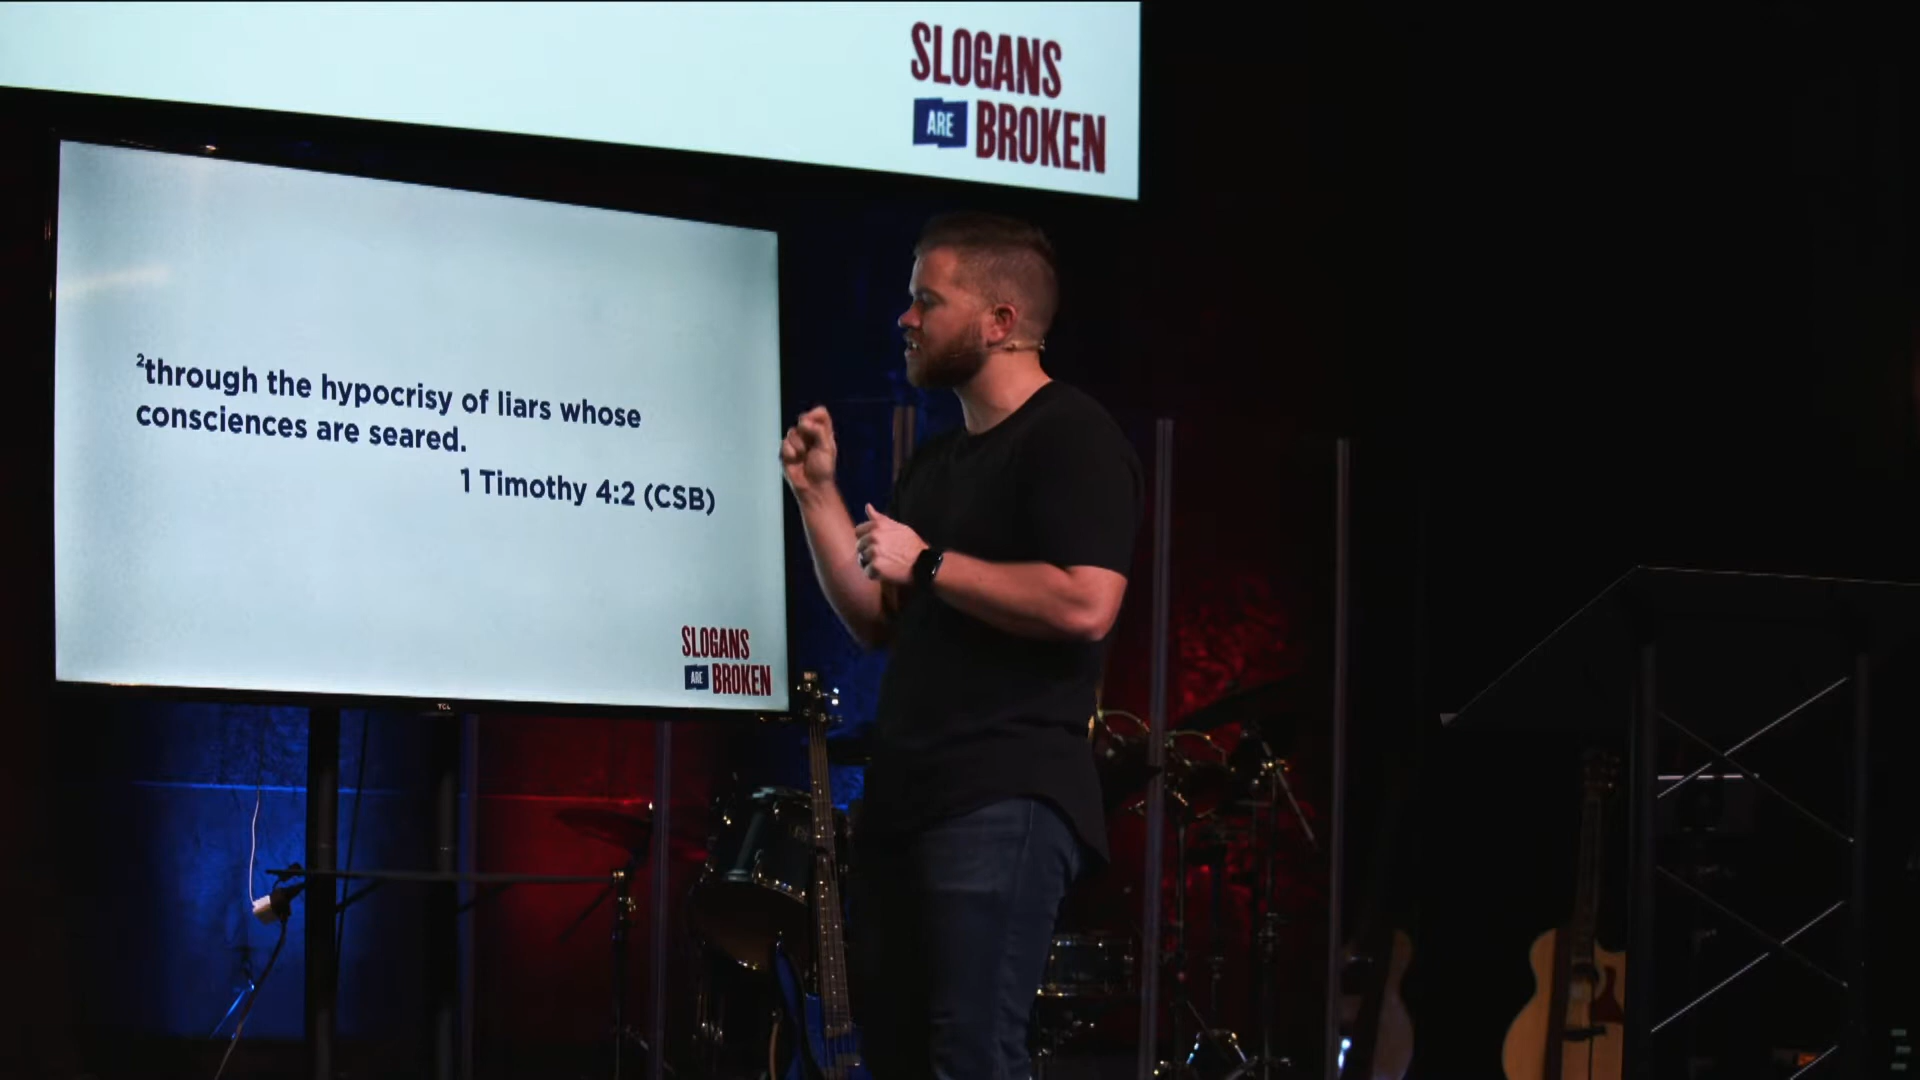 SLOGANS
ARE BROKEN
²through the hypocrisy of liars whose
consciences are seared.
1 Timothy 4:2 (CSB)
SLOGANS
ARE BROKEN
TCL